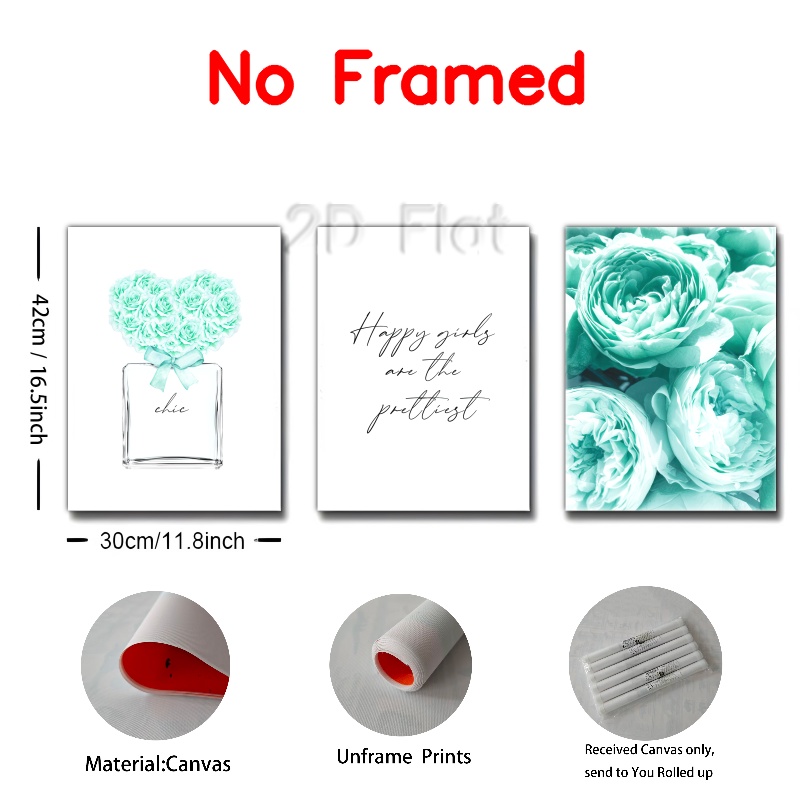 No Framed
2D Flat
42cm / 16.5inch
chic
Happy girls
are the
prettiest
30cm/11.8inch
Material:Canvas
Unframe Prints
Received Canvas only,
send to You Rolled up